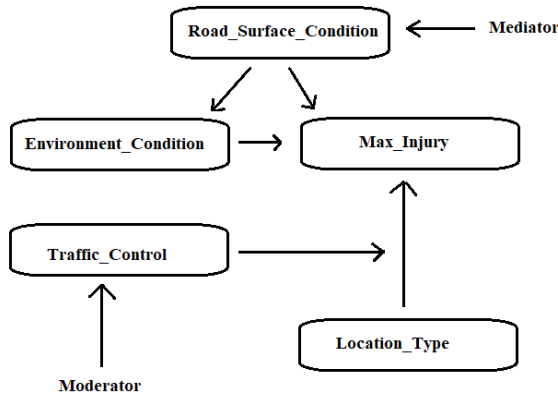 Road_Surface_Condition
Mediator
Environment_Condition
Max_Injury
Traffic_Control
Location_Type
Moderator